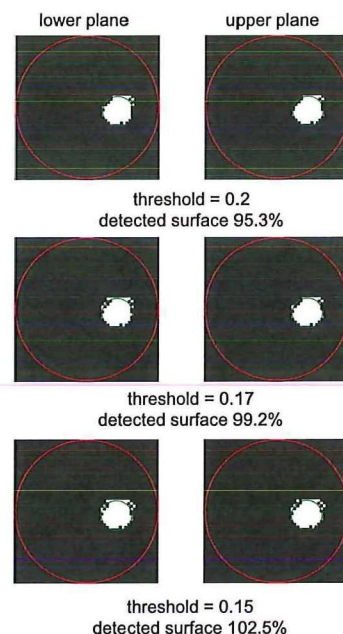 lower plane
upper plane
threshold = 0.2
detected surface 95.3%
threshold = 0.17
detected surface 99.2%
threshold = 0.15
detected surface 102.5%